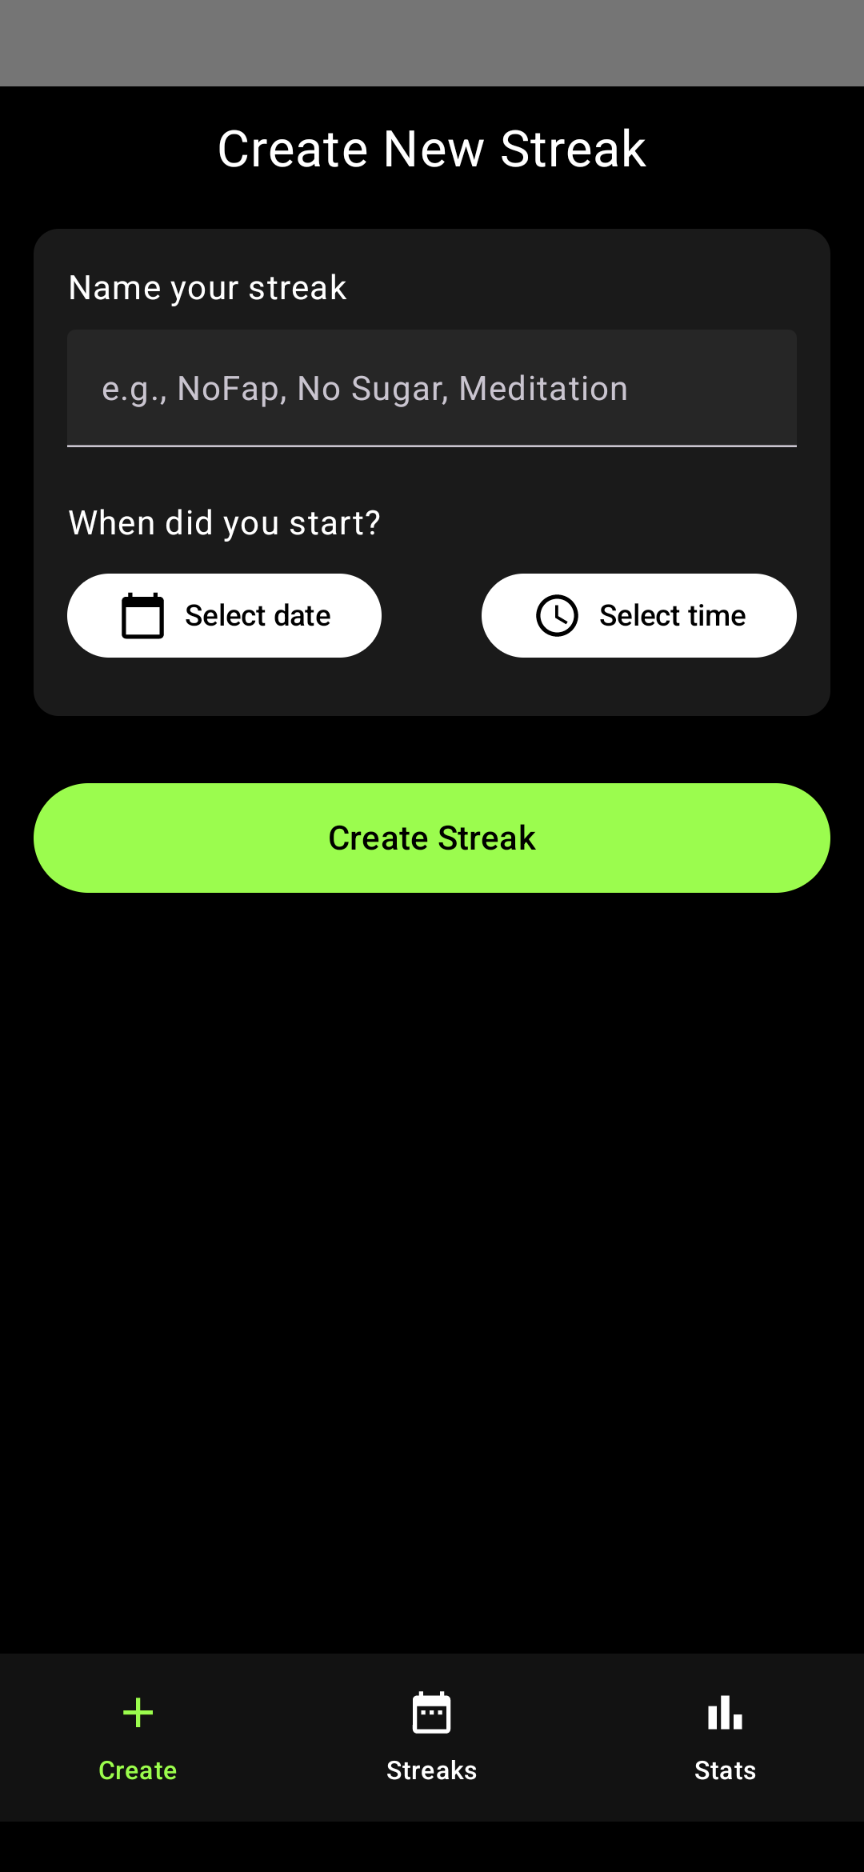 Create New Streak
Name your streak
e.g., NoFap, No Sugar, Meditation
When did you start?
Select date
Select time
Create Streak
Create
Streaks
Stats